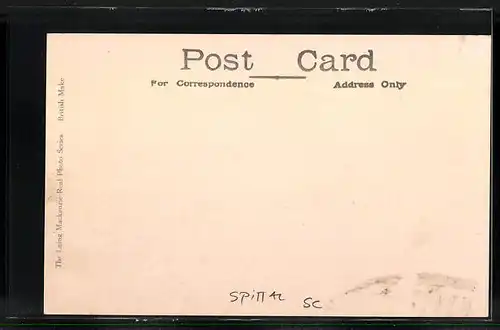 Post Card
For Correspondence Address Only
The Laing Mackenzie-Real Photo Series British Make
SPITTAL SC